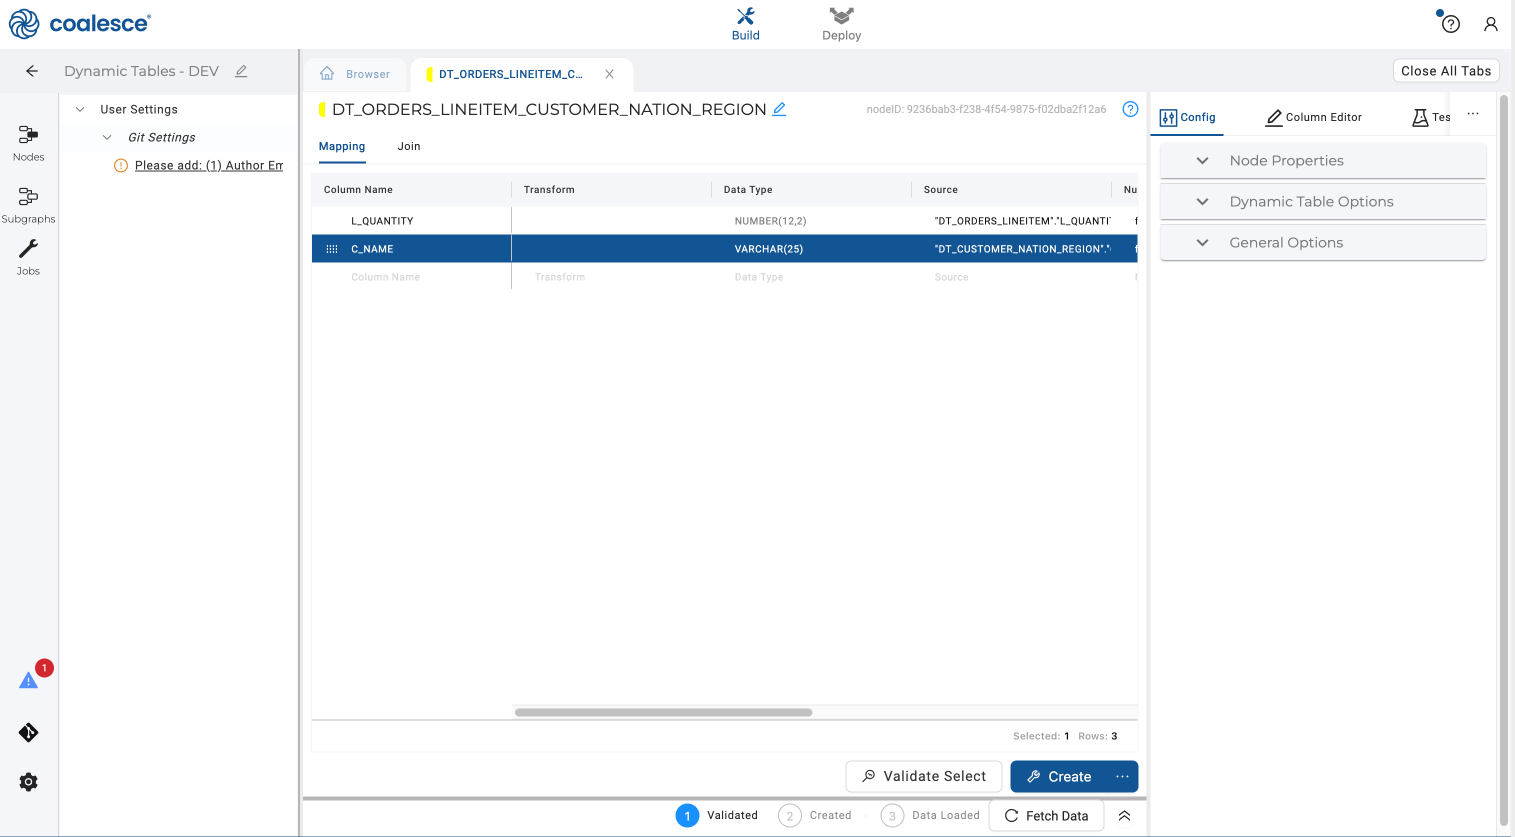 coalesce
Build
Deploy
Dynamic Tables - DEV
Browser
DT_ORDERS_LINEITEM_C...
Close All Tabs
User Settings
Git Settings
Please add: (1) Author Em
Nodes
Subgraphs
Jobs
1
DT_ORDERS_LINEITEM_CUSTOMER_NATION_REGION
nodeID: 9236bab3-f238-4f54-9875-f02dba2f12a6
Mapping
Join
Column Name
Transform
Data Type
Source
Nu
L_QUANTITY
NUMBER(12,2)
"DT_ORDERS_LINEITEM"."L_QUANTI
f
C_NAME
VARCHAR(25)
"DT_CUSTOMER_NATION_REGION"."
f
Column Name
Transform
Data Type
Source
Selected: 1 Rows: 3
Validate Select
Create
...
1 Validated
2 Created
3 Data Loaded
Fetch Data
Config
Column Editor
Tes
...
Node Properties
Dynamic Table Options
General Options